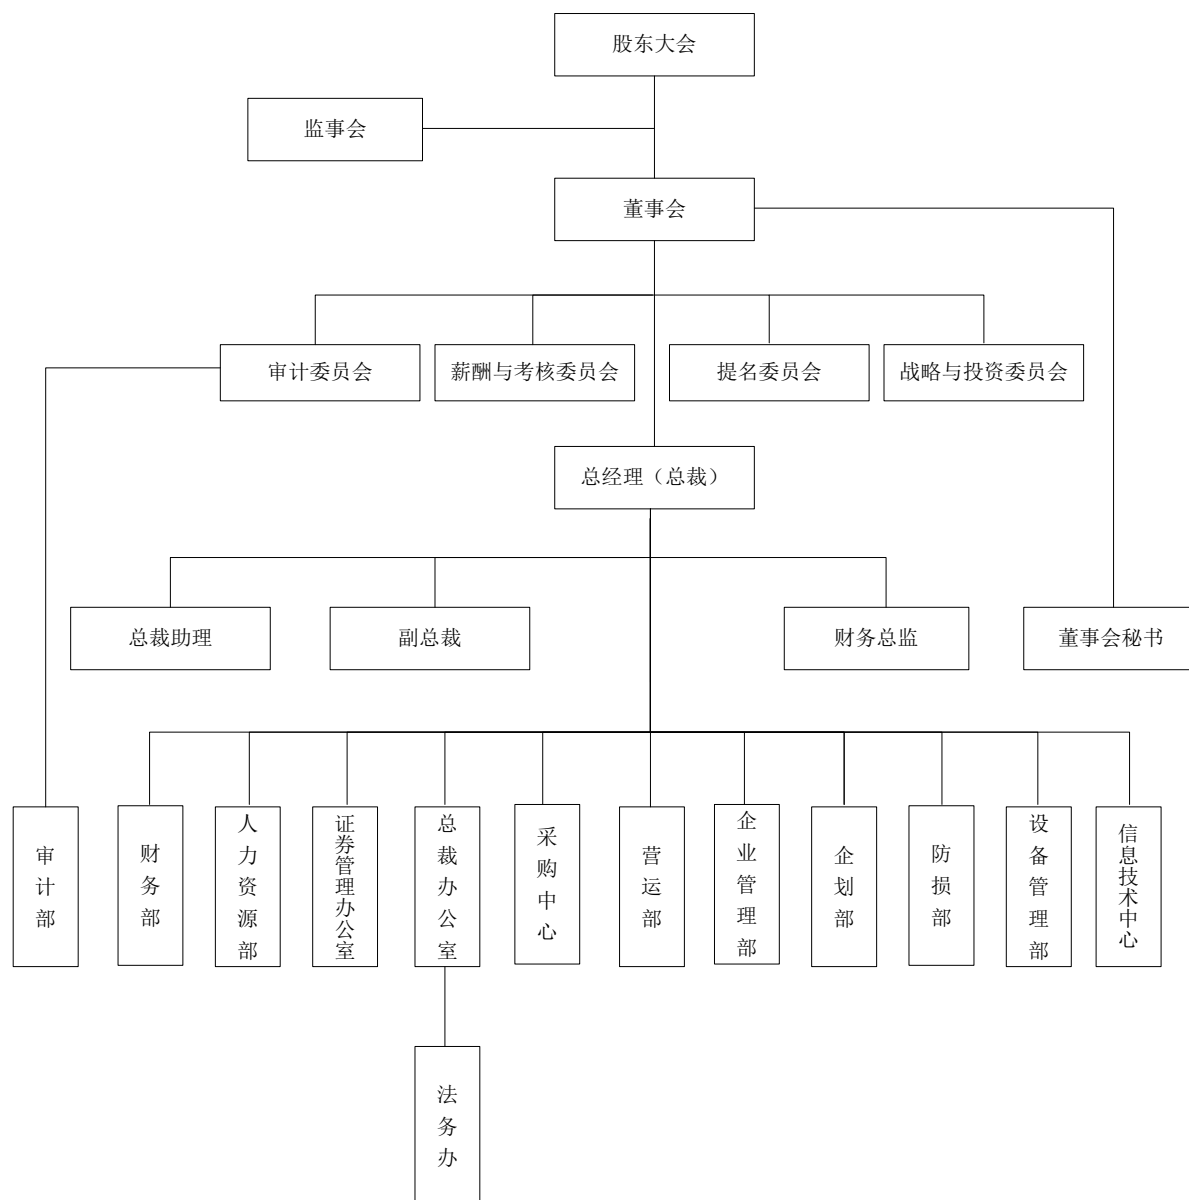 股东大会
监事会
董事会
审计委员会
薪酬与考核委员会
提名委员会
战略与投资委员会
总经理（总裁）
总裁助理
副总裁
财务总监
董事会秘书
审计部
财务部
人力资源部
证券管理办公室
总裁办公室
采购中心
营运部
企业管理部
企划部
防损部
设备管理部
信息技术中心
法务办